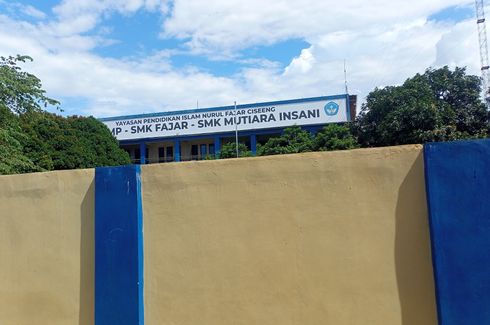 YAYASAN PENDIDIKAN ISLAM NURUL FAJAR CISEENG
MP - SMK FAJAR - SMK MUTIARA INSANI